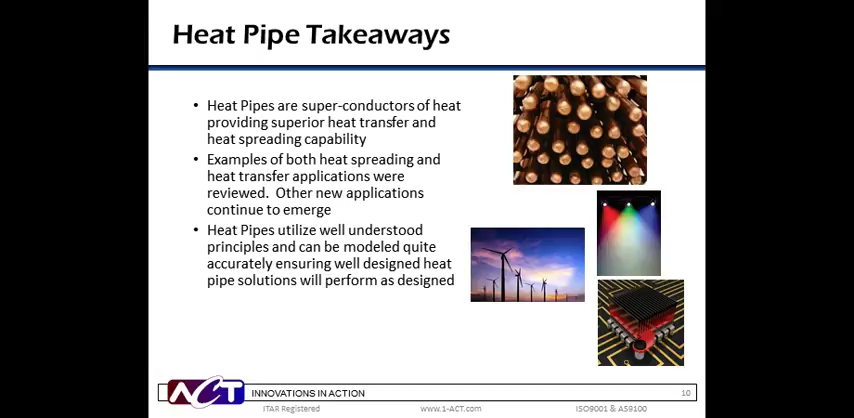 Heat Pipe Takeaways
• Heat Pipes are super-conductors of heat
providing superior heat transfer and
heat spreading capability
• Examples of both heat spreading and
heat transfer applications were
reviewed.  Other new applications
continue to emerge
• Heat Pipes utilize well understood
principles and can be modeled quite
accurately ensuring well designed heat
pipe solutions will perform as designed
ACT
INNOVATIONS IN ACTION
10
ITAR Registered
www.1-ACT.com
ISO9001 & AS9100